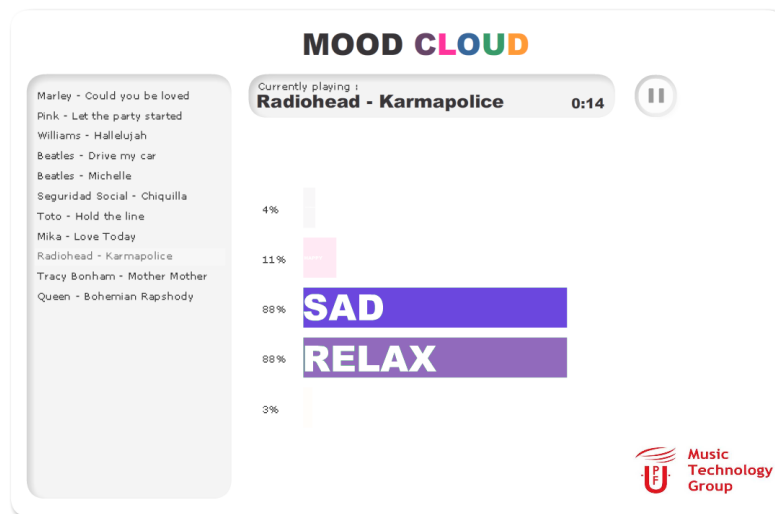 MOOD CLOUD
Marley - Could you be loved
Pink - Let the party started
Williams - Hallelujah
Beatles - Drive my car
Beatles - Michelle
Seguridad Social - Chiquilla
Toto - Hold the line
Mika - Love Today
Radiohead - Karmapolice
Tracy Bonham - Mother Mother
Queen - Bohemian Rapshody
Currently playing :
Radiohead - Karmapolice 0:14
4%
11%
88% SAD
88% RELAX
3%
UPF
Music
Technology
Group